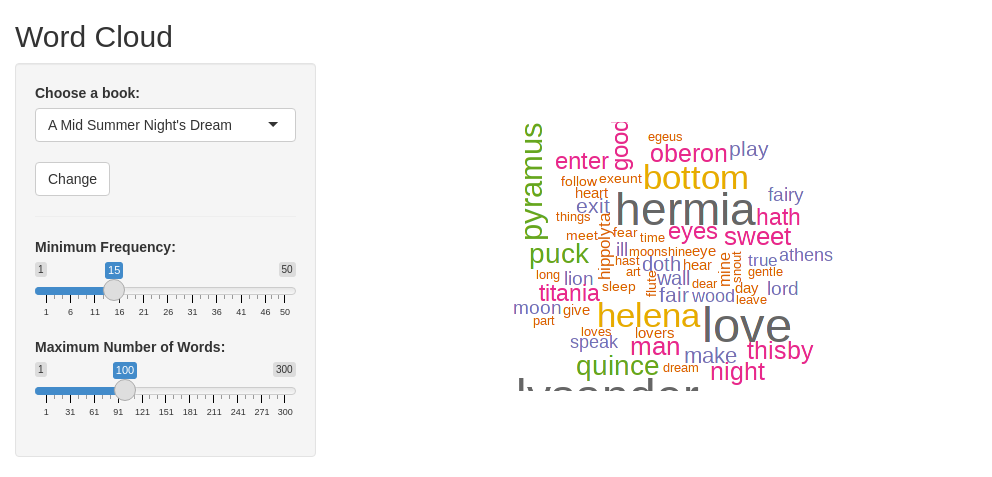 Word Cloud
Choose a book:
A Mid Summer Night's Dream
Change
Minimum Frequency:
1 15 50
1 6 11 16 21 26 31 36 41 46 50
Maximum Number of Words:
1 100 300
1 31 61 91 121 151 181 211 241 271 300
pyramus
good
egeus
enter
oberon
play
follow
exeunt
bottom
heart
exit
hermia
fairy
things
hippolyta
hath
meet
fear
time
eyes
sweet
puck
ill
moonshine
eye
true
athens
hast
doth
hear
mine
snout
long
lion
art
wall
gentle
flute
titania
sleep
dear
day
lord
fair
wood
leave
moon
give
helena
love
part
loves
lovers
speak
man
make
thisby
quince
dream
night
lysander